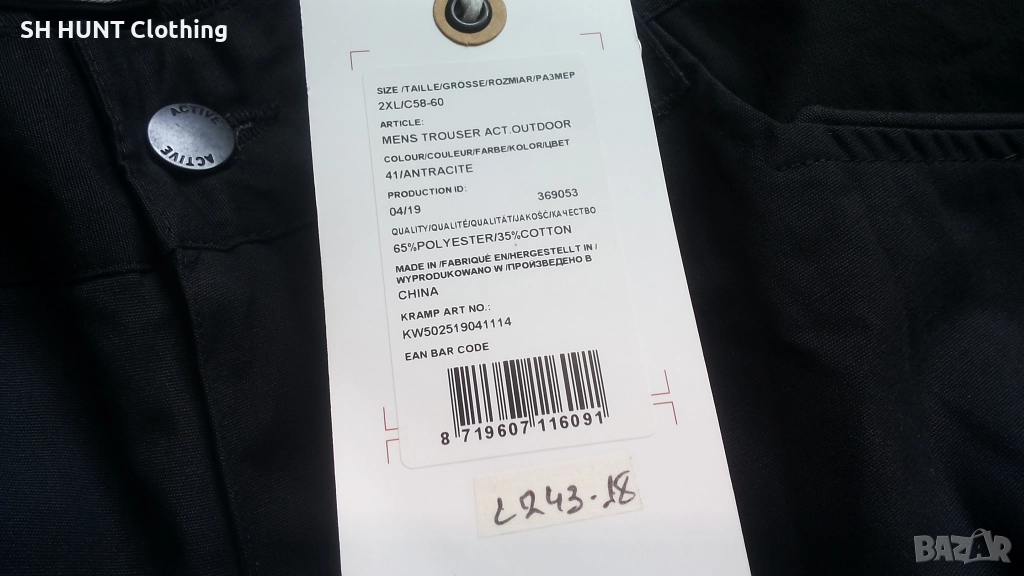 SH HUNT Clothing
ACTIVE
ACTIVE
SIZE /TAILLE/GRÖSSE/ROZMIAR/РАЗМЕР
2XL/C58-60
ARTICLE:
MENS TROUSER ACT.OUTDOOR
COLOUR/COULEUR/FARBE/KOLOR/ЦВЕТ
41/ANTRACITE
PRODUCTION ID:
04/19 369053
QUALITY/QUALITÉ/QUALITÄT/JAKOŚĆ/КАЧЕСТВО
65%POLYESTER/35%COTTON
MADE IN /FABRIQUÉ EN/HERGESTELLT IN /
WYPRODUKOWANO W /ПРОИЗВЕДЕНО В
CHINA
KRAMP ART NO.:
KW502519041114
EAN BAR CODE
8 719607 116091
L243-18
BAZAR